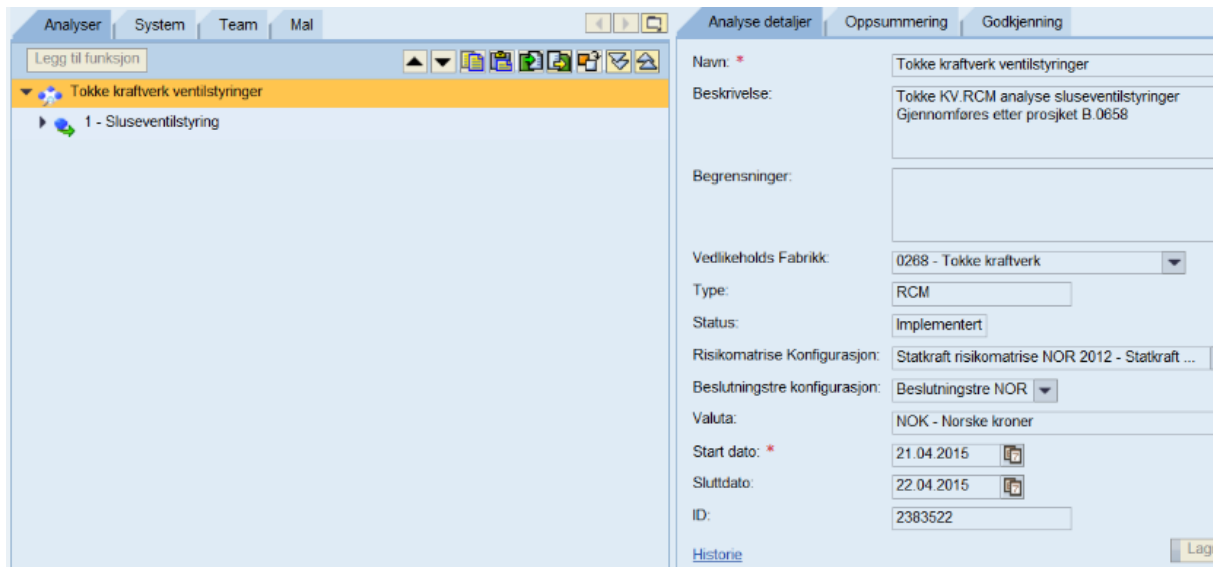 Analyser
System
Team
Mal
Legg til funksjon
Tokke kraftverk ventilstyringer
1 - Sluseventilstyring
Analyse detaljer
Oppsummering
Godkjenning
Navn: *
Tokke kraftverk ventilstyringer
Beskrivelse:
Tokke KV.RCM analyse sluseventilstyringer
Gjennomføres etter prosjket B.0658
Begrensninger:
Vedlikeholds Fabrikk:
0268 - Tokke kraftverk
Type:
RCM
Status:
Implementert
Risikomatrise Konfigurasjon:
Statkraft risikomatrise NOR 2012 - Statkraft ...
Beslutningstre konfigurasjon:
Beslutningstre NOR
Valuta:
NOK - Norske kroner
Start dato: *
21.04.2015
Sluttdato:
22.04.2015
ID:
2383522
Historie